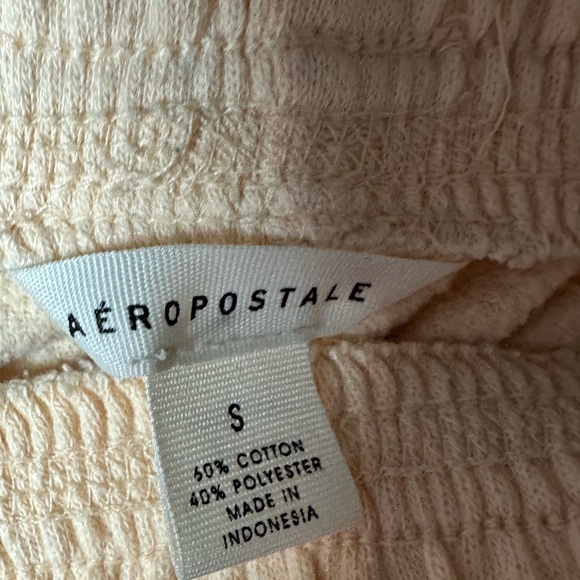 AÉROPOSTALE
S
60% COTTON
40% POLYESTER
MADE IN
INDONESIA